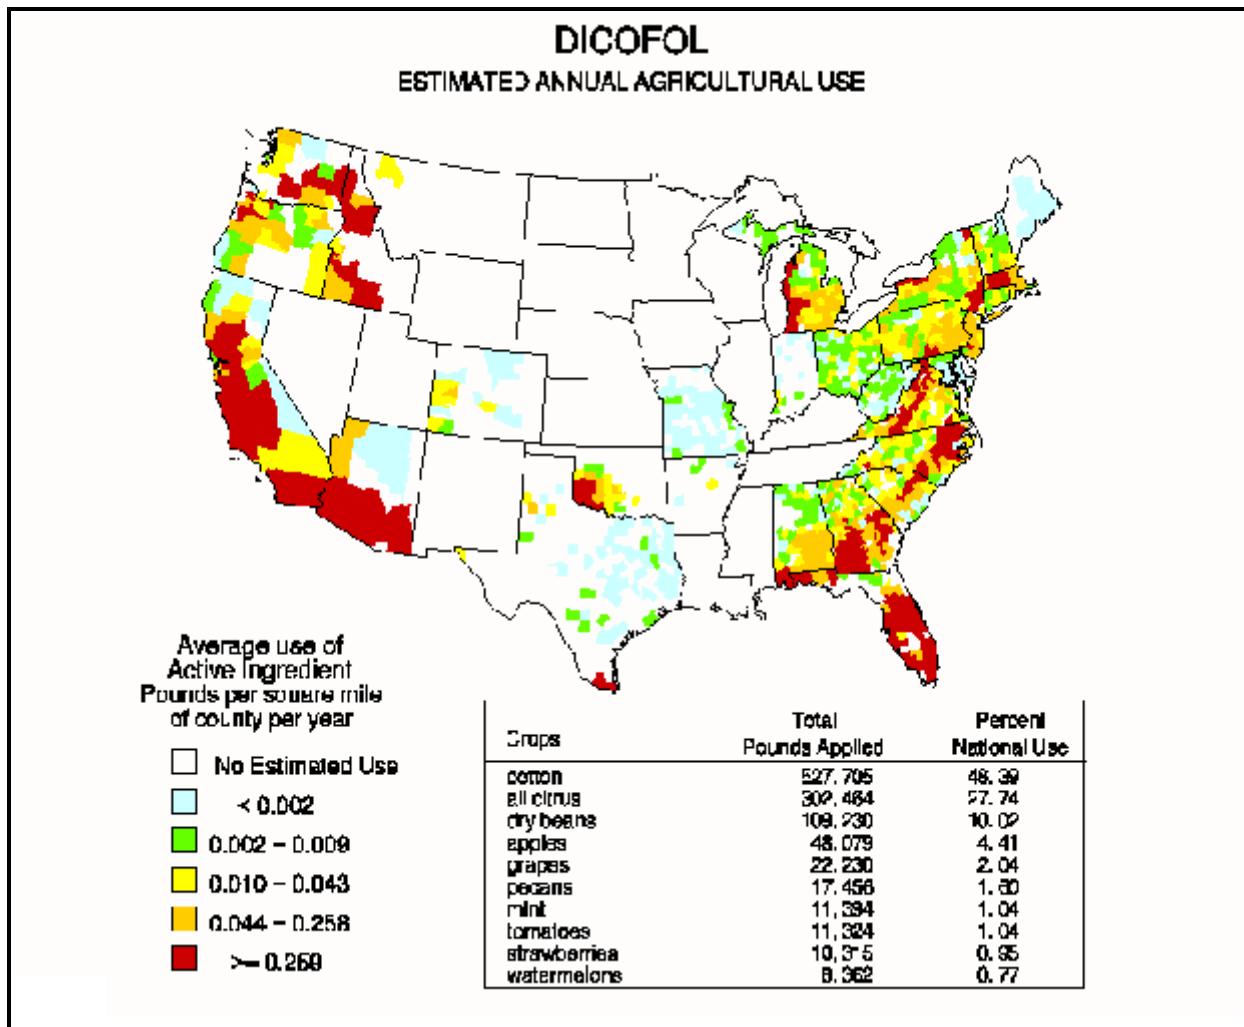 DICOFOL
ESTIMATED ANNUAL AGRICULTURAL USE
Average use of
Active Ingredient
Pounds per square mile
of county per year
No Estimated Use
< 0.002
0.002 – 0.009
0.010 – 0.043
0.044 – 0.258
>= 0.259
Crops Total Pounds Applied Percent National Use
cotton 527,705 48.39
all citrus 302,464 27.74
dry beans 109,230 10.02
apples 48,079 4.41
grapes 22,230 2.04
pecans 17,456 1.60
mint 11,394 1.04
tomatoes 11,324 1.04
strawberries 10,315 0.95
watermelons 8,362 0.77